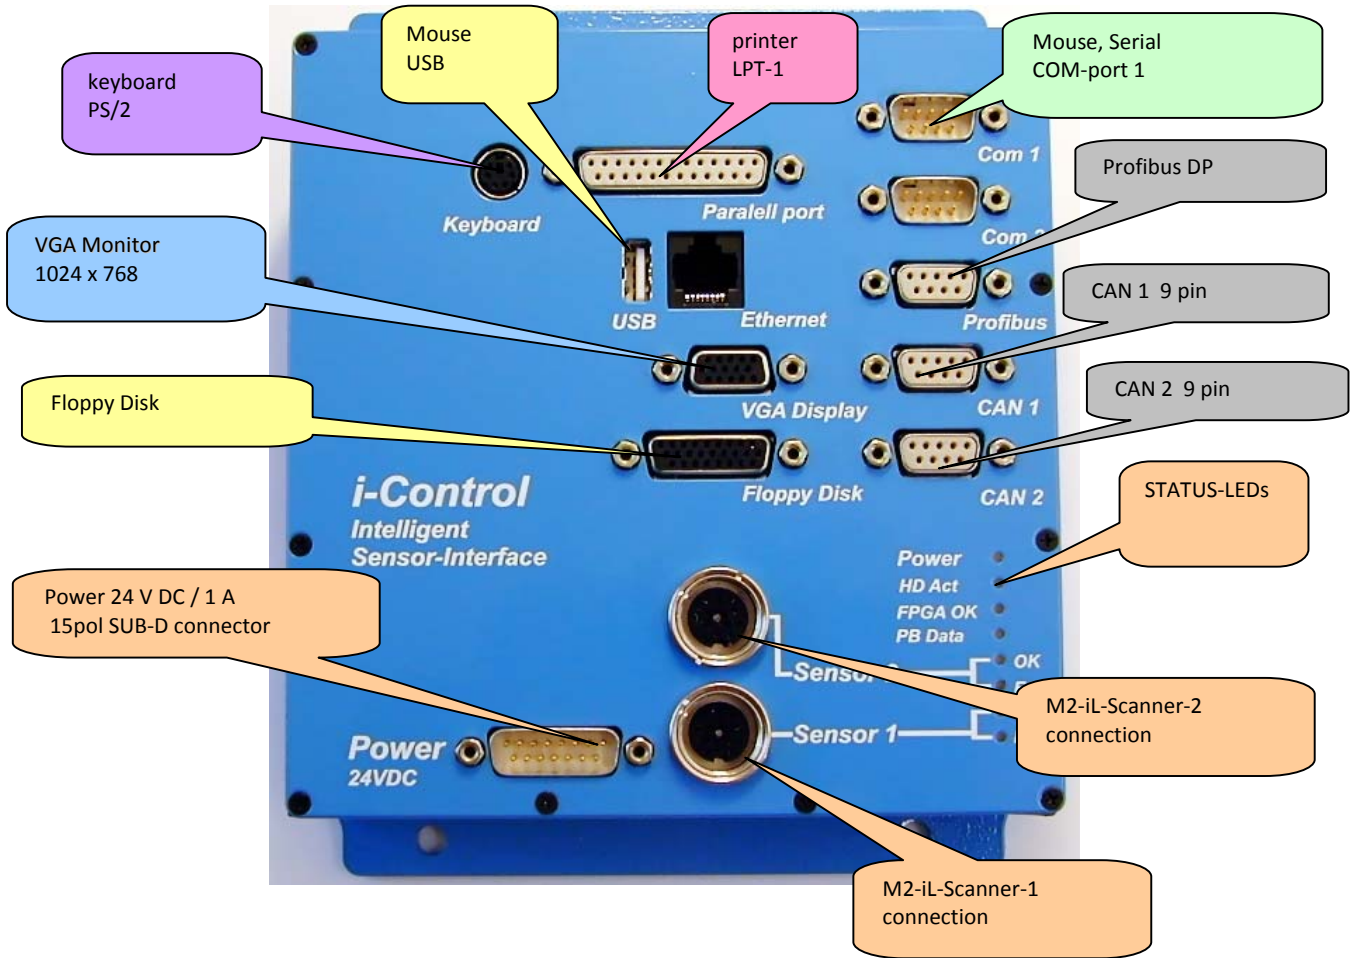 Mouse
USB
printer
LPT-1
Mouse, Serial
COM-port 1
keyboard
PS/2
Com 1
Profibus DP
Keyboard
Paralell port
Com
VGA Monitor
1024 x 768
CAN 1 9 pin
USB
Ethernet
Profibus
VGA Display
CAN 1
CAN 2 9 pin
Floppy Disk
Floppy Disk
CAN 2
i-Control
Intelligent
Sensor-Interface
STATUS-LEDs
Power
HD Act
FPGA OK
PB Data
Power 24 V DC / 1 A
15pol SUB-D connector
OK
Sensor
M2-iL-Scanner-2
connection
Sensor 1
Power
24VDC
M2-iL-Scanner-1
connection